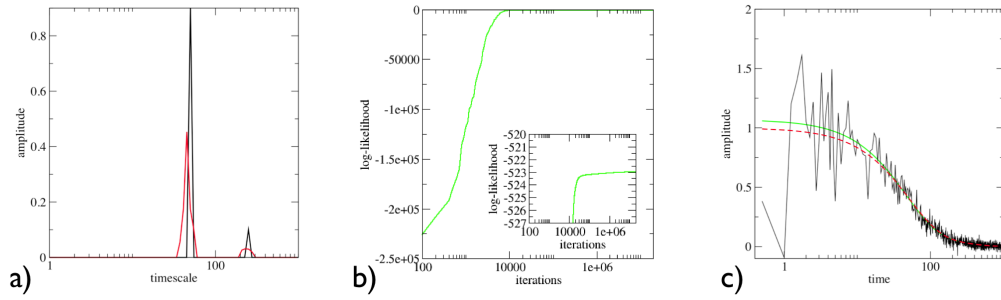 0.8
0.6
0.4
0.2
0
amplitude
1
100
timescale
a)
0
-50000
-1e+05
-1.5e+05
-2e+05
-2.5e+05
log-likelihood
100
10000
1e+06
iterations
-520
-521
-522
-523
-524
-525
-526
-527
log-likelihood
100
10000
1e+06
iterations
b)
2
1.5
1
0.5
0
amplitude
1
100
time
c)